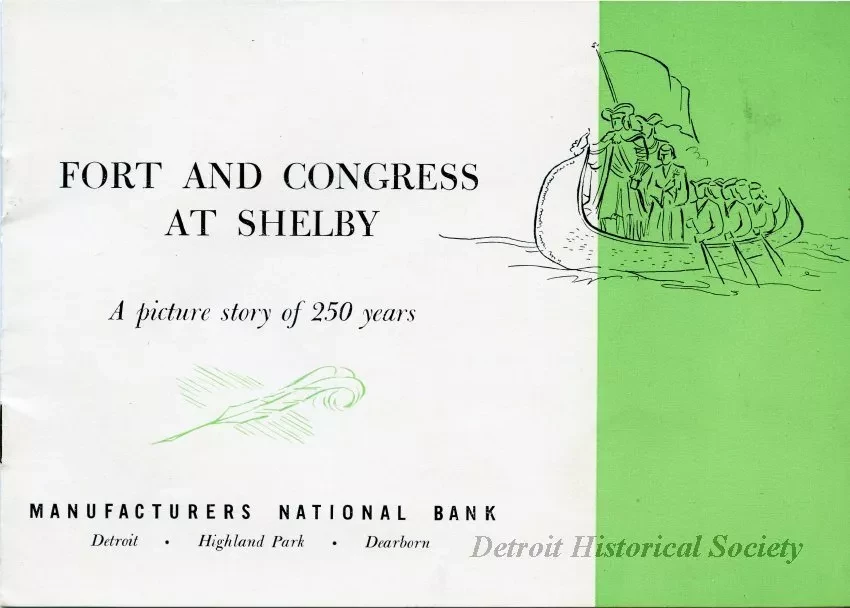 FORT AND CONGRESS
AT SHELBY
A picture story of 250 years
MANUFACTURERS NATIONAL BANK
Detroit • Highland Park • Dearborn
Detroit Historical Society